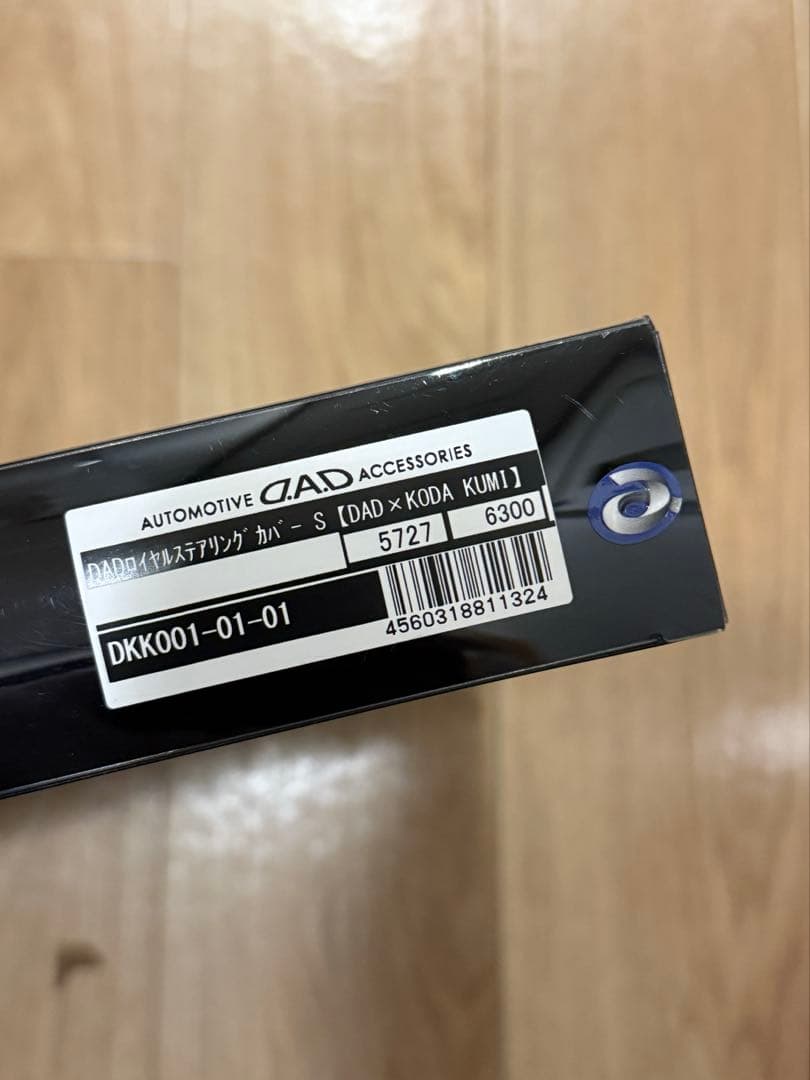 AUTOMOTIVE D.A.D ACCESSORIES
DADﾛｲﾔﾙｽﾃｱﾘﾝｸﾞｶﾊﾞｰ S【DAD×KODA KUMI】
5727 6300
DKK001-01-01
4560318811324